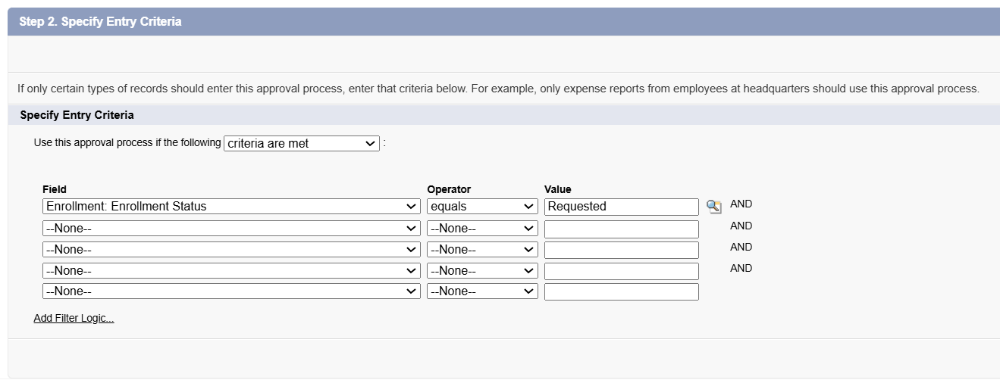 Step 2. Specify Entry Criteria
If only certain types of records should enter this approval process, enter that criteria below. For example, only expense reports from employees at headquarters should use this approval process.
Specify Entry Criteria
Use this approval process if the following criteria are met :
Field Operator Value
Enrollment: Enrollment Status equals Requested AND
--None-- --None-- AND
--None-- --None-- AND
--None-- --None-- AND
--None-- --None--
Add Filter Logic...